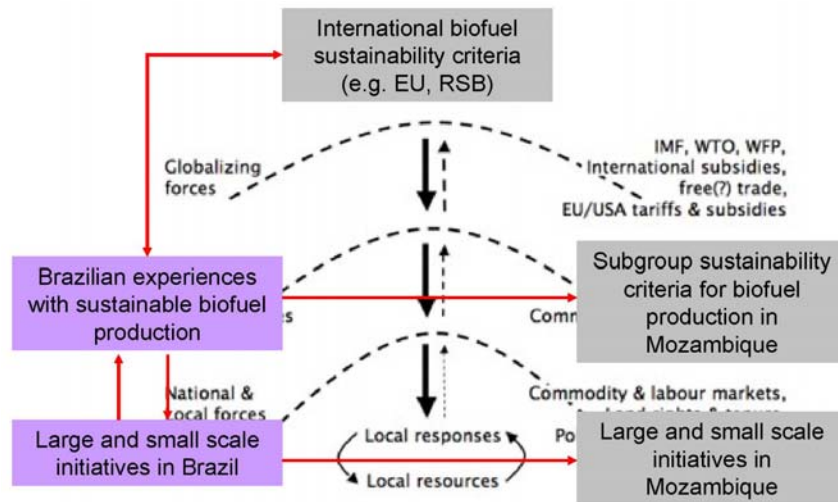 International biofuel
sustainability criteria
(e.g. EU, RSB)
Globalizing
forces
IMF, WTO, WFP,
International subsidies,
free(?) trade,
EU/USA tariffs & subsidies
Brazilian experiences
with sustainable biofuel
production
Subgroup sustainability
criteria for biofuel
production in
Mozambique
National &
Local forces
Commodity & labour markets,
Large and small scale
initiatives in Brazil
Local responses
Local resources
Large and small scale
initiatives in
Mozambique